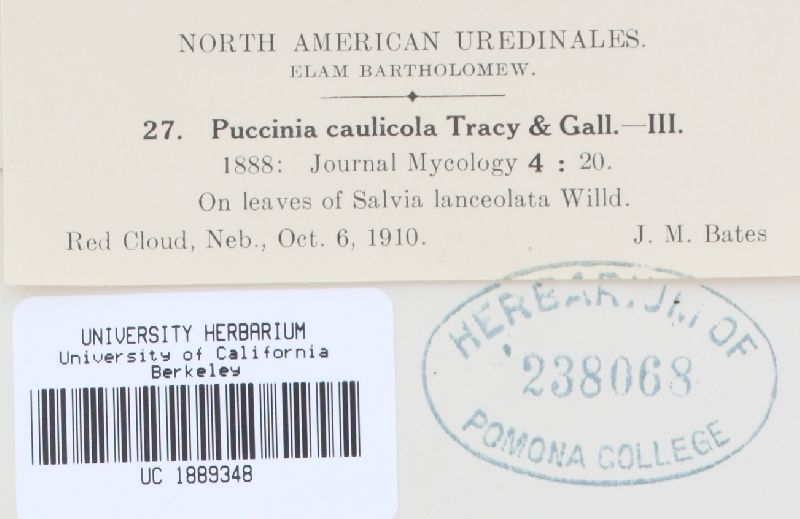 NORTH AMERICAN UREDINALES.
ELAM BARTHOLOMEW.
27. Puccinia caulicola Tracy & Gall.—III.
1888: Journal Mycology 4 : 20.
On leaves of Salvia lanceolata Willd.
Red Cloud, Neb., Oct. 6, 1910. J. M. Bates
UNIVERSITY HERBARIUM
University of California
Berkeley
UC 1889348
HERBARIUM OF
238068
POMONA COLLEGE